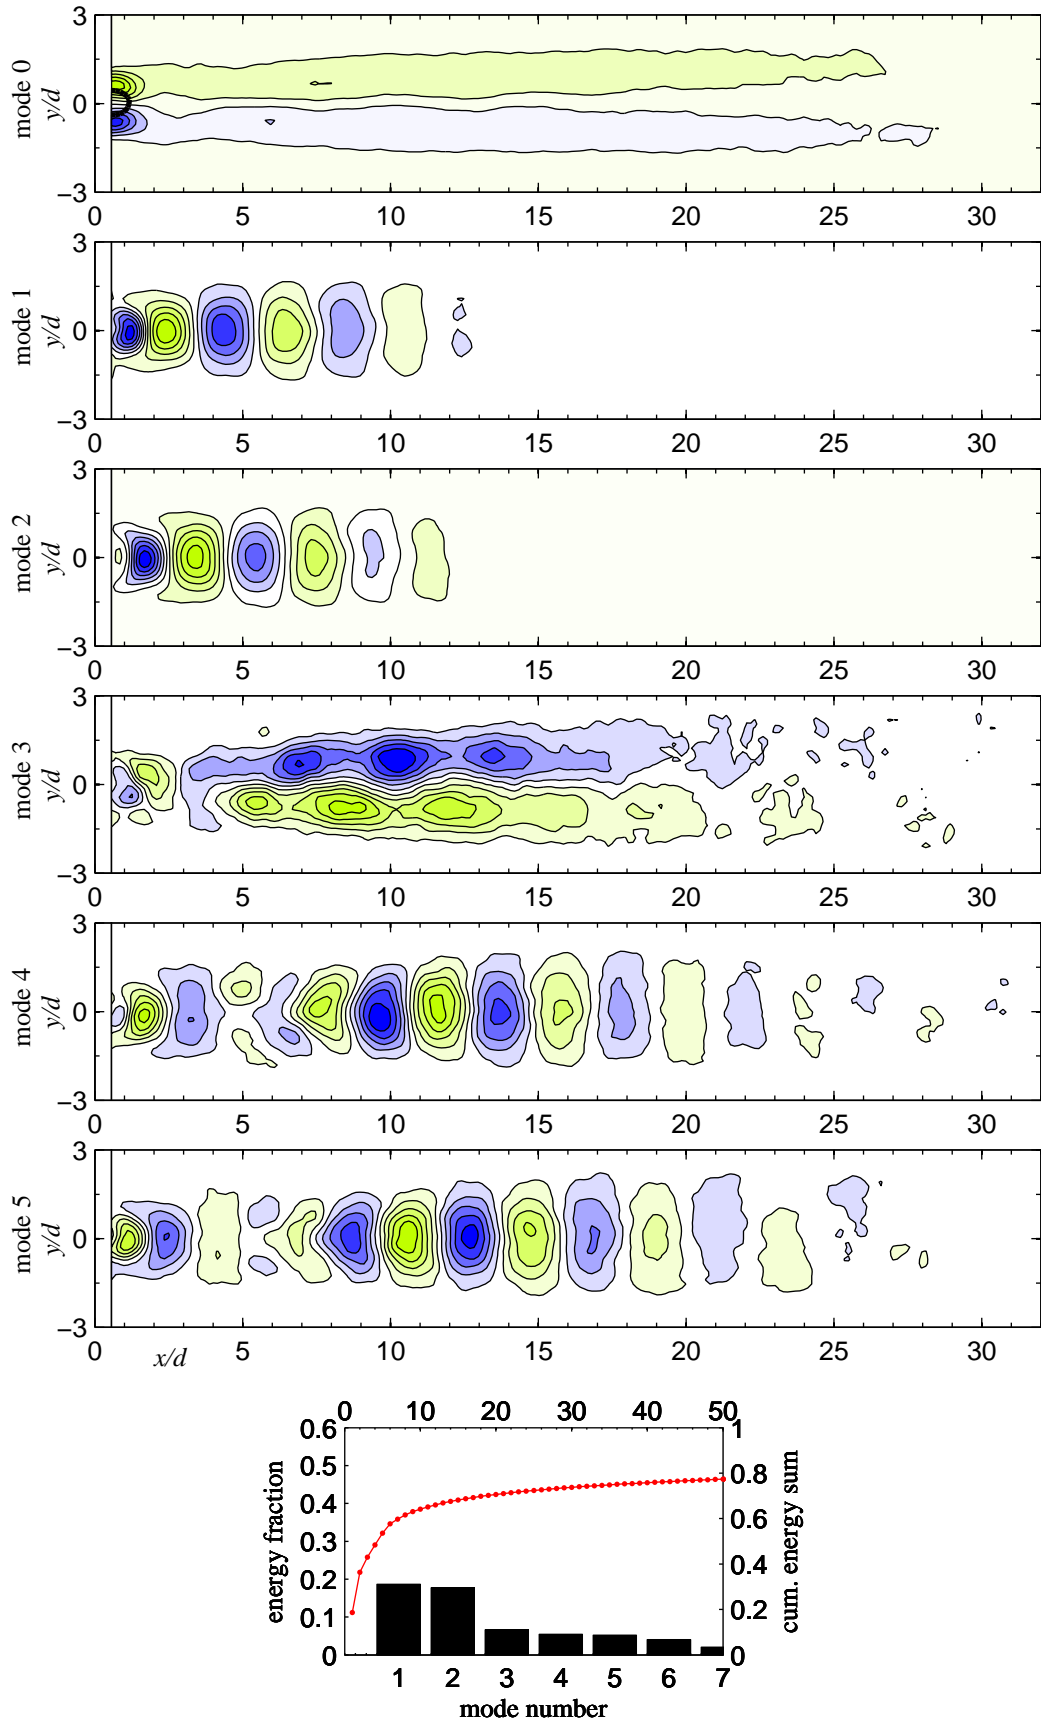 mode 0
y/d
3
0
−3
0 5 10 15 20 25 30
mode 1
y/d
3
0
−3
0 5 10 15 20 25 30
mode 2
y/d
3
0
−3
0 5 10 15 20 25 30
mode 3
y/d
3
0
−3
0 5 10 15 20 25 30
mode 4
y/d
3
0
−3
0 5 10 15 20 25 30
mode 5
y/d
3
0
−3
0 5 10 15 20 25 30
x/d
0 10 20 30 40 50
energy fraction
0.6
0.5
0.4
0.3
0.2
0.1
0
1
0.8
0.6
0.4
0.2
0
cum. energy sum
1 2 3 4 5 6 7
mode number